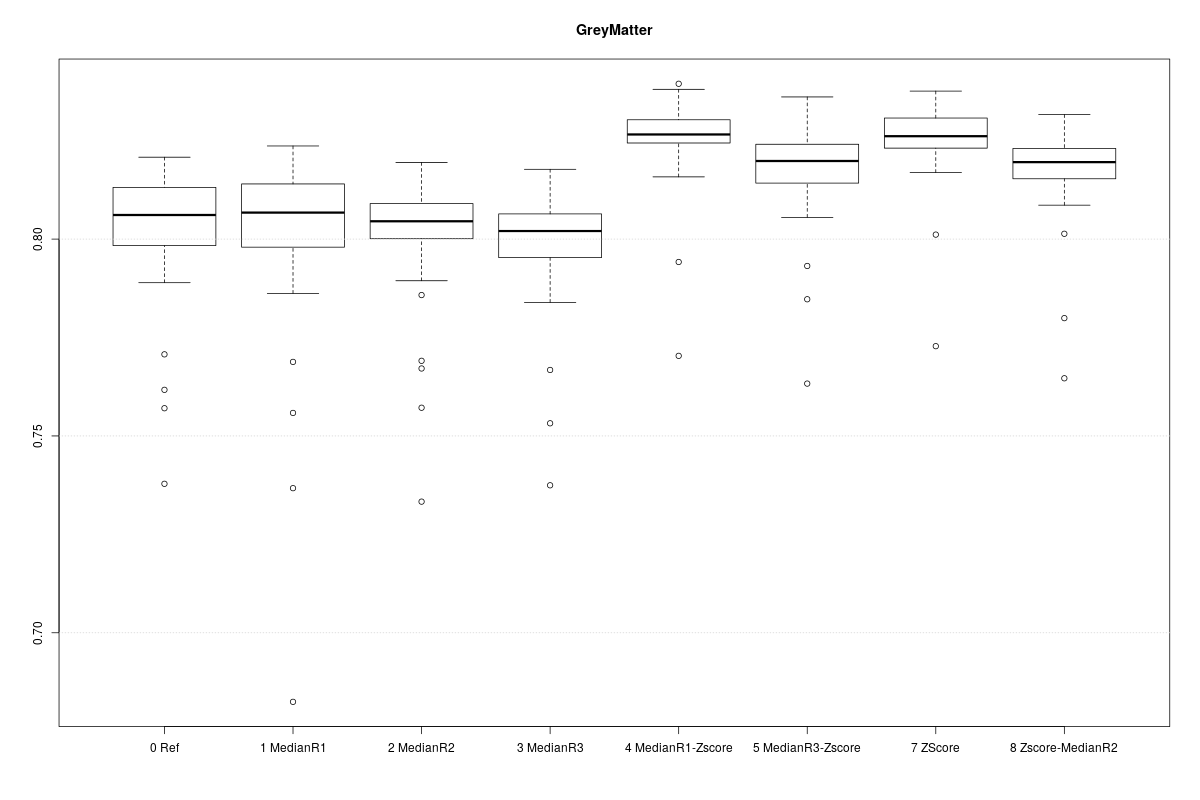 GreyMatter
0.80
0.75
0.70
0 Ref
1 MedianR1
2 MedianR2
3 MedianR3
4 MedianR1-Zscore
5 MedianR3-Zscore
7 ZScore
8 Zscore-MedianR2